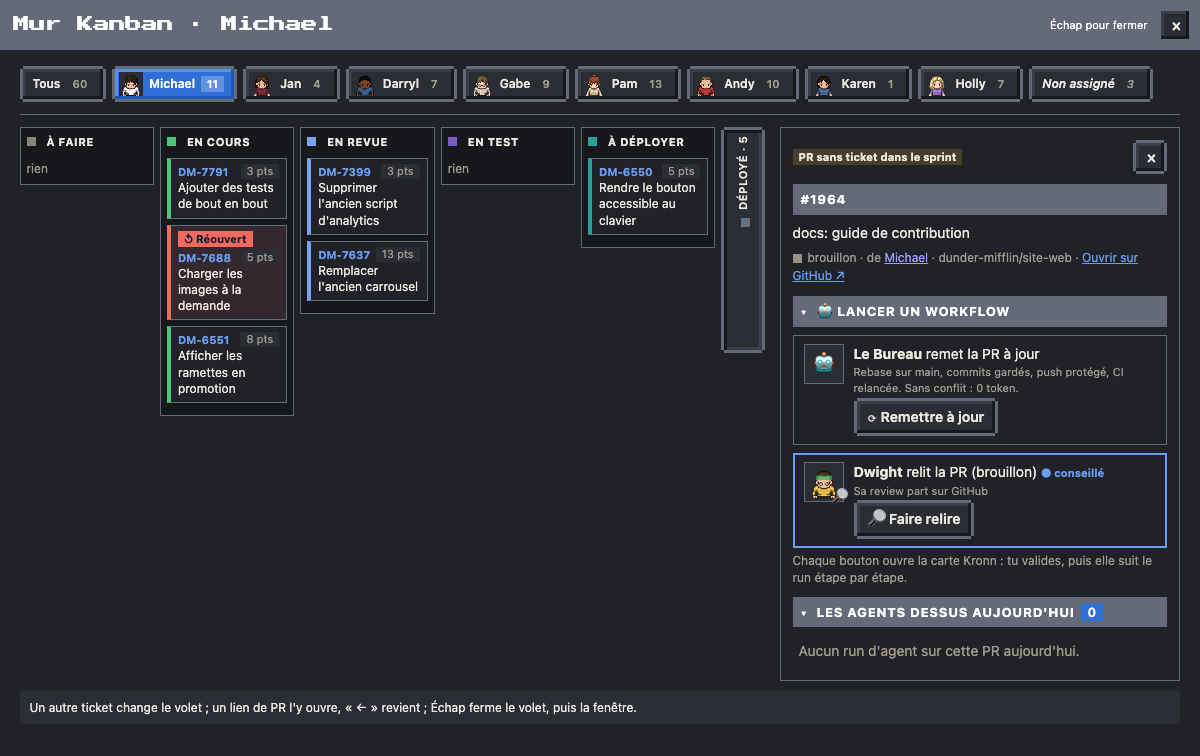 Mur Kanban · Michael
Échap pour fermer ×
Tous 60
Michael 11
Jan 4
Darryl 7
Gabe 9
Pam 13
Andy 10
Karen 1
Holly 7
Non assigné 3
À FAIRE
rien
EN COURS
DM-7791 3 pts
Ajouter des tests
de bout en bout
↺ Réouvert
DM-7688 5 pts
Charger les
images à la
demande
DM-6551 8 pts
Afficher les
ramettes en
promotion
EN REVUE
DM-7399 3 pts
Supprimer
l'ancien script
d'analytics
DM-7637 13 pts
Remplacer
l'ancien carrousel
EN TEST
rien
À DÉPLOYER
DM-6550 5 pts
Rendre le bouton
accessible au
clavier
DÉPLOYÉ · 5
PR sans ticket dans le sprint ×
#1964
docs: guide de contribution
brouillon · de Michael · dunder-mifflin/site-web · Ouvrir sur
GitHub ↗
▾ 🤖 LANCER UN WORKFLOW
Le Bureau remet la PR à jour
Rebase sur main, commits gardés, push protégé, CI
relancée. Sans conflit : 0 token.
⟳ Remettre à jour
Dwight relit la PR (brouillon) ● conseillé
Sa review part sur GitHub
🔎 Faire relire
Chaque bouton ouvre la carte Kronn : tu valides, puis elle suit le
run étape par étape.
▾ LES AGENTS DESSUS AUJOURD'HUI 0
Aucun run d'agent sur cette PR aujourd'hui.
Un autre ticket change le volet ; un lien de PR l'y ouvre, « ← » revient ; Échap ferme le volet, puis la fenêtre.